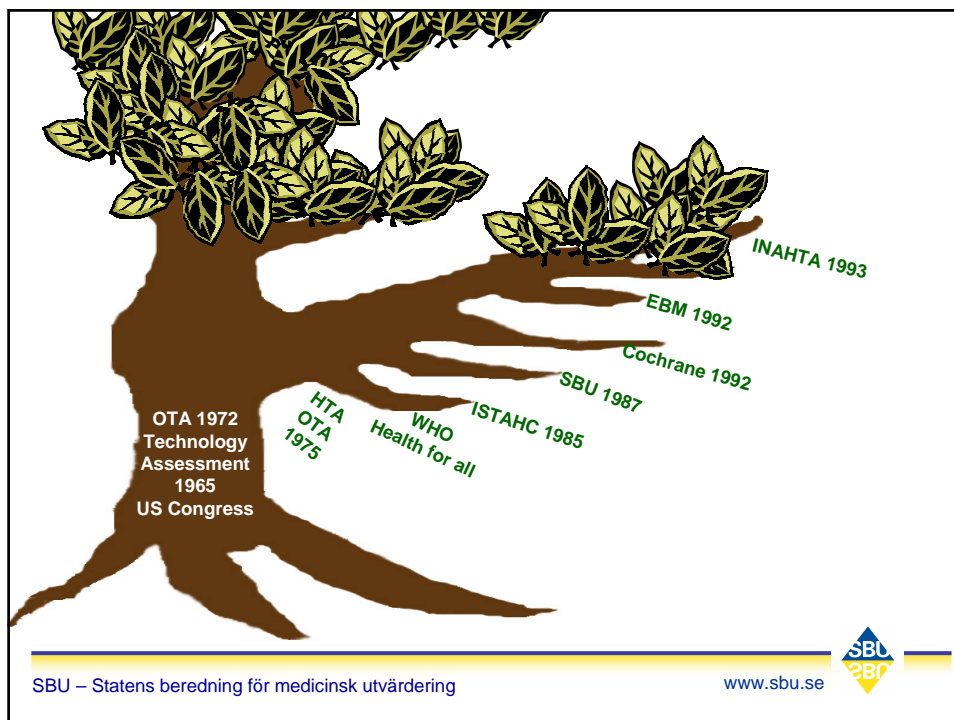 INAHTA 1993
EBM 1992
Cochrane 1992
SBU 1987
ISTAHC 1985
WHO
Health for all
HTA
OTA
1975
OTA 1972
Technology
Assessment
1965
US Congress
SBU – Statens beredning för medicinsk utvärdering
www.sbu.se
SBU
SBU